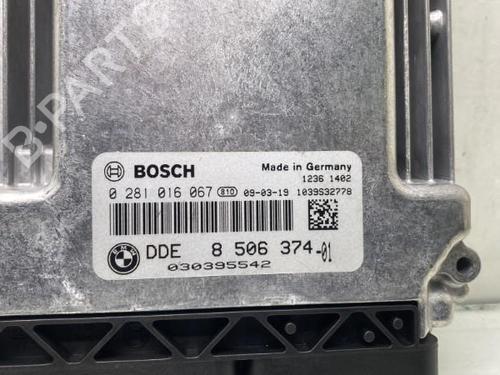 B-PARTS
BOSCH
Made in Germany
1236 1402
0 281 016 067 810 09-03-19 1039S32778
BMW
DDE 8 506 374-01
030395542